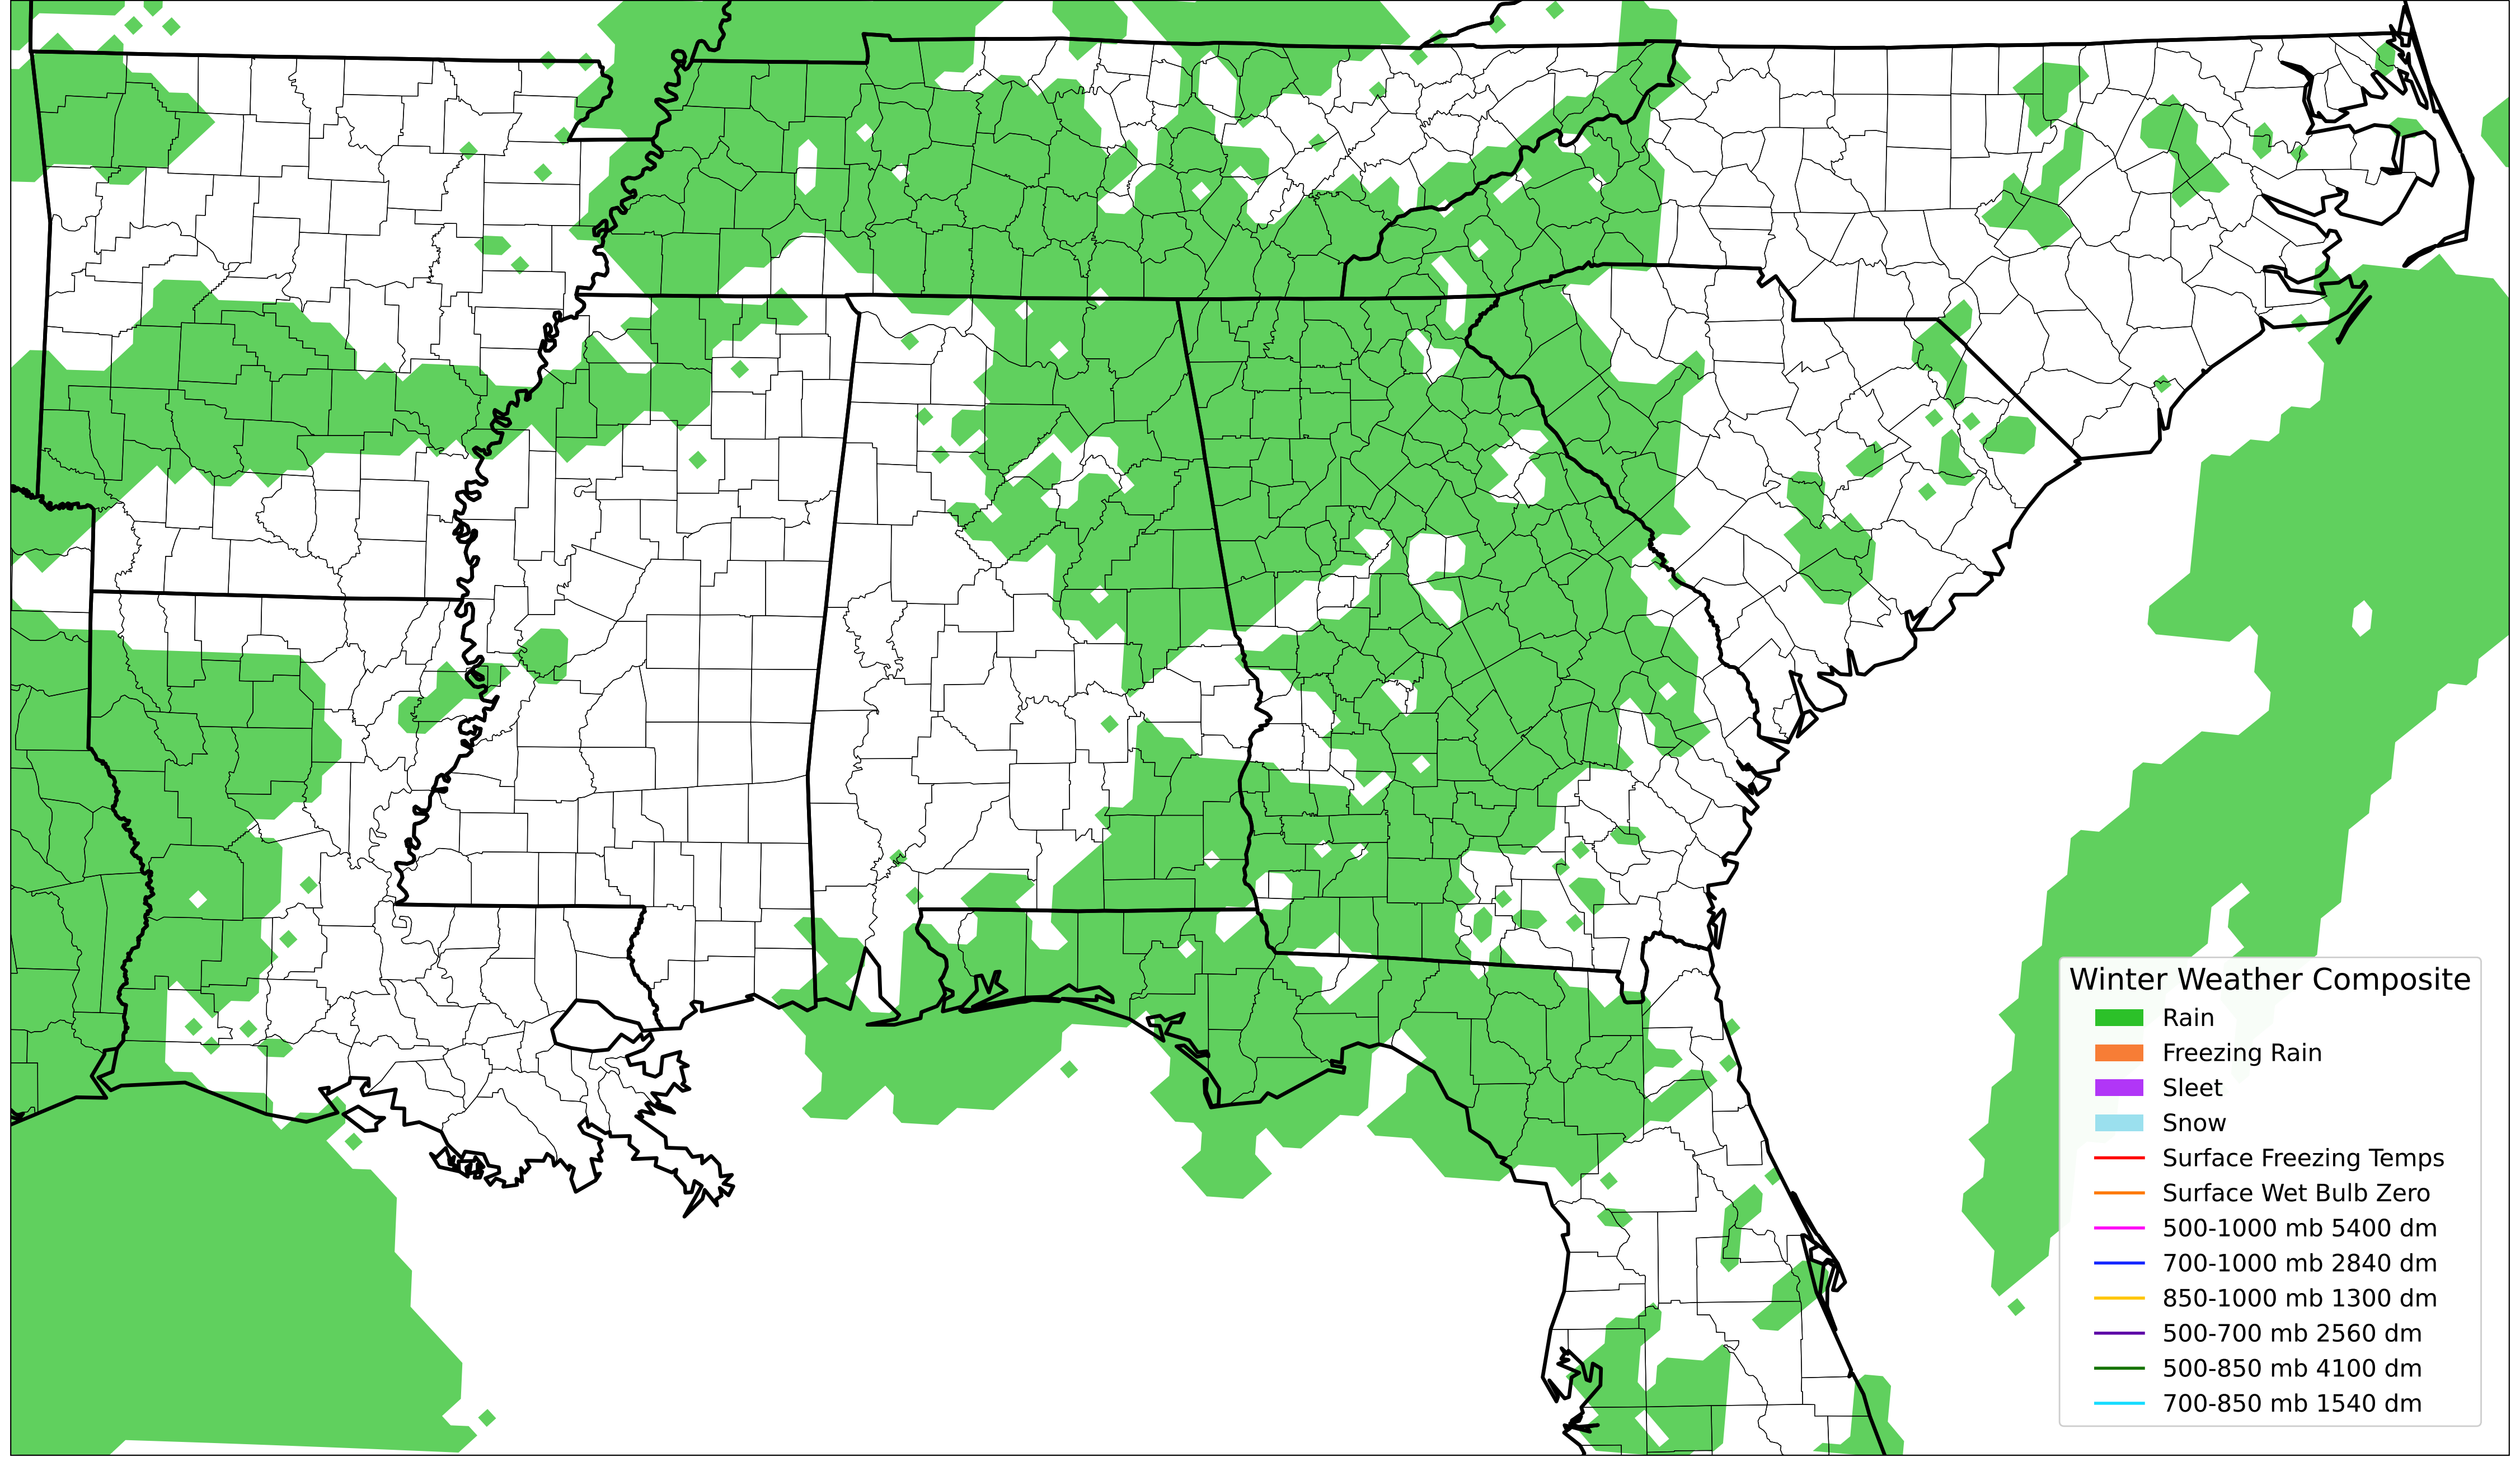 Winter Weather Composite
Rain
Freezing Rain
Sleet
Snow
Surface Freezing Temps
Surface Wet Bulb Zero
500-1000 mb 5400 dm
700-1000 mb 2840 dm
850-1000 mb 1300 dm
500-700 mb 2560 dm
500-850 mb 4100 dm
700-850 mb 1540 dm